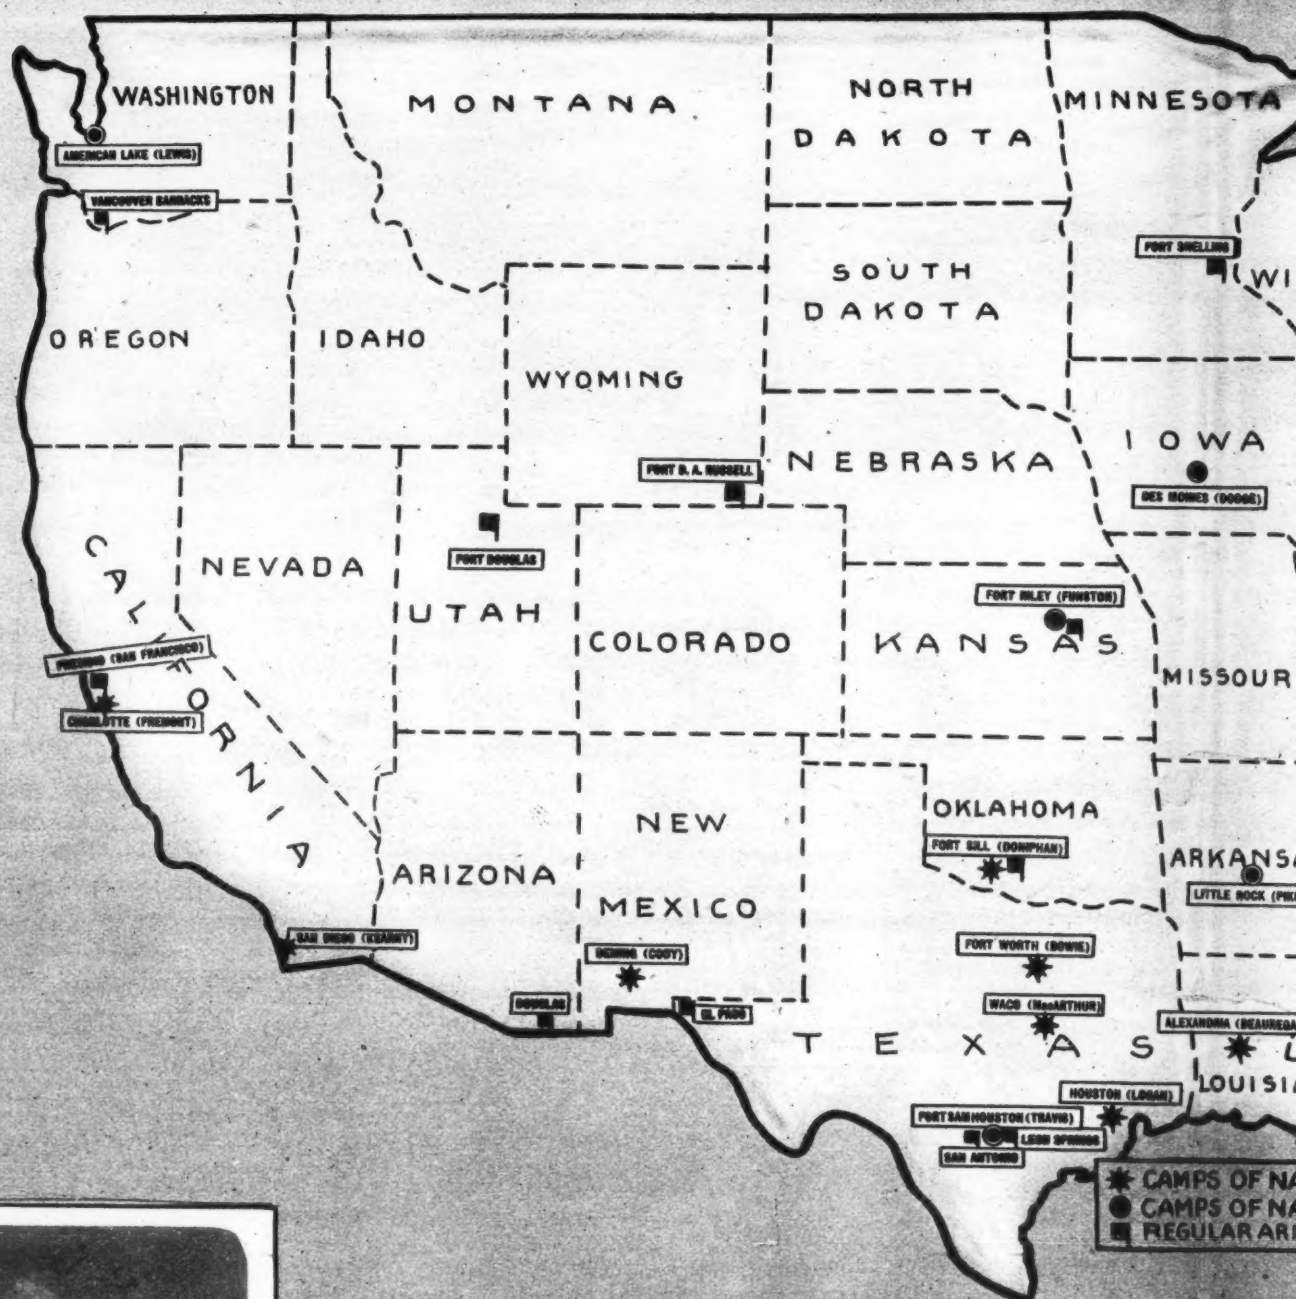 WASHINGTON
AMERICAN LAKE (LEWIS)
VANCOUVER BARRACKS
MONTANA
NORTH
DAKOTA
MINNESOTA
FORT SNELLING
WI
SOUTH
DAKOTA
OREGON
IDAHO
WYOMING
FORT D. A. RUSSELL
NEBRASKA
IOWA
DES MOINES (DODGE)
FORT DOUGLAS
NEVADA
UTAH
COLORADO
FORT RILEY (FUNSTON)
KANSAS
MISSOUR
CALIFORNIA
PRESIDIO (SAN FRANCISCO)
CHARLOTTE (FREMONT)
SAN DIEGO (KEARNY)
ARIZONA
DOUGLAS
NEW
MEXICO
DEMING (CODY)
EL PASO
OKLAHOMA
FORT SILL (DONIPHAN)
ARKANSA
LITTLE ROCK (PIKE
FORT WORTH (BOWIE)
WACO (MacARTHUR)
TEXAS
ALEXANDRIA (BEAUREGA
L
LOUISIA
HOUSTON (LOGAN)
FORT SAM HOUSTON (TRAVIS)
LEON SPRINGS
SAN ANTONIO
CAMPS OF NA
CAMPS OF NA
REGULAR AR